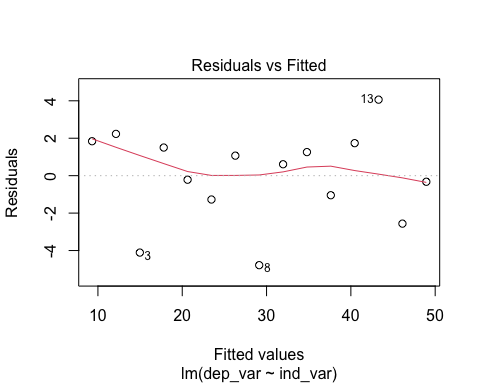 Residuals vs Fitted
Residuals
4
2
0
-2
-4
13
3
8
10 20 30 40 50
Fitted values
lm(dep_var ~ ind_var)